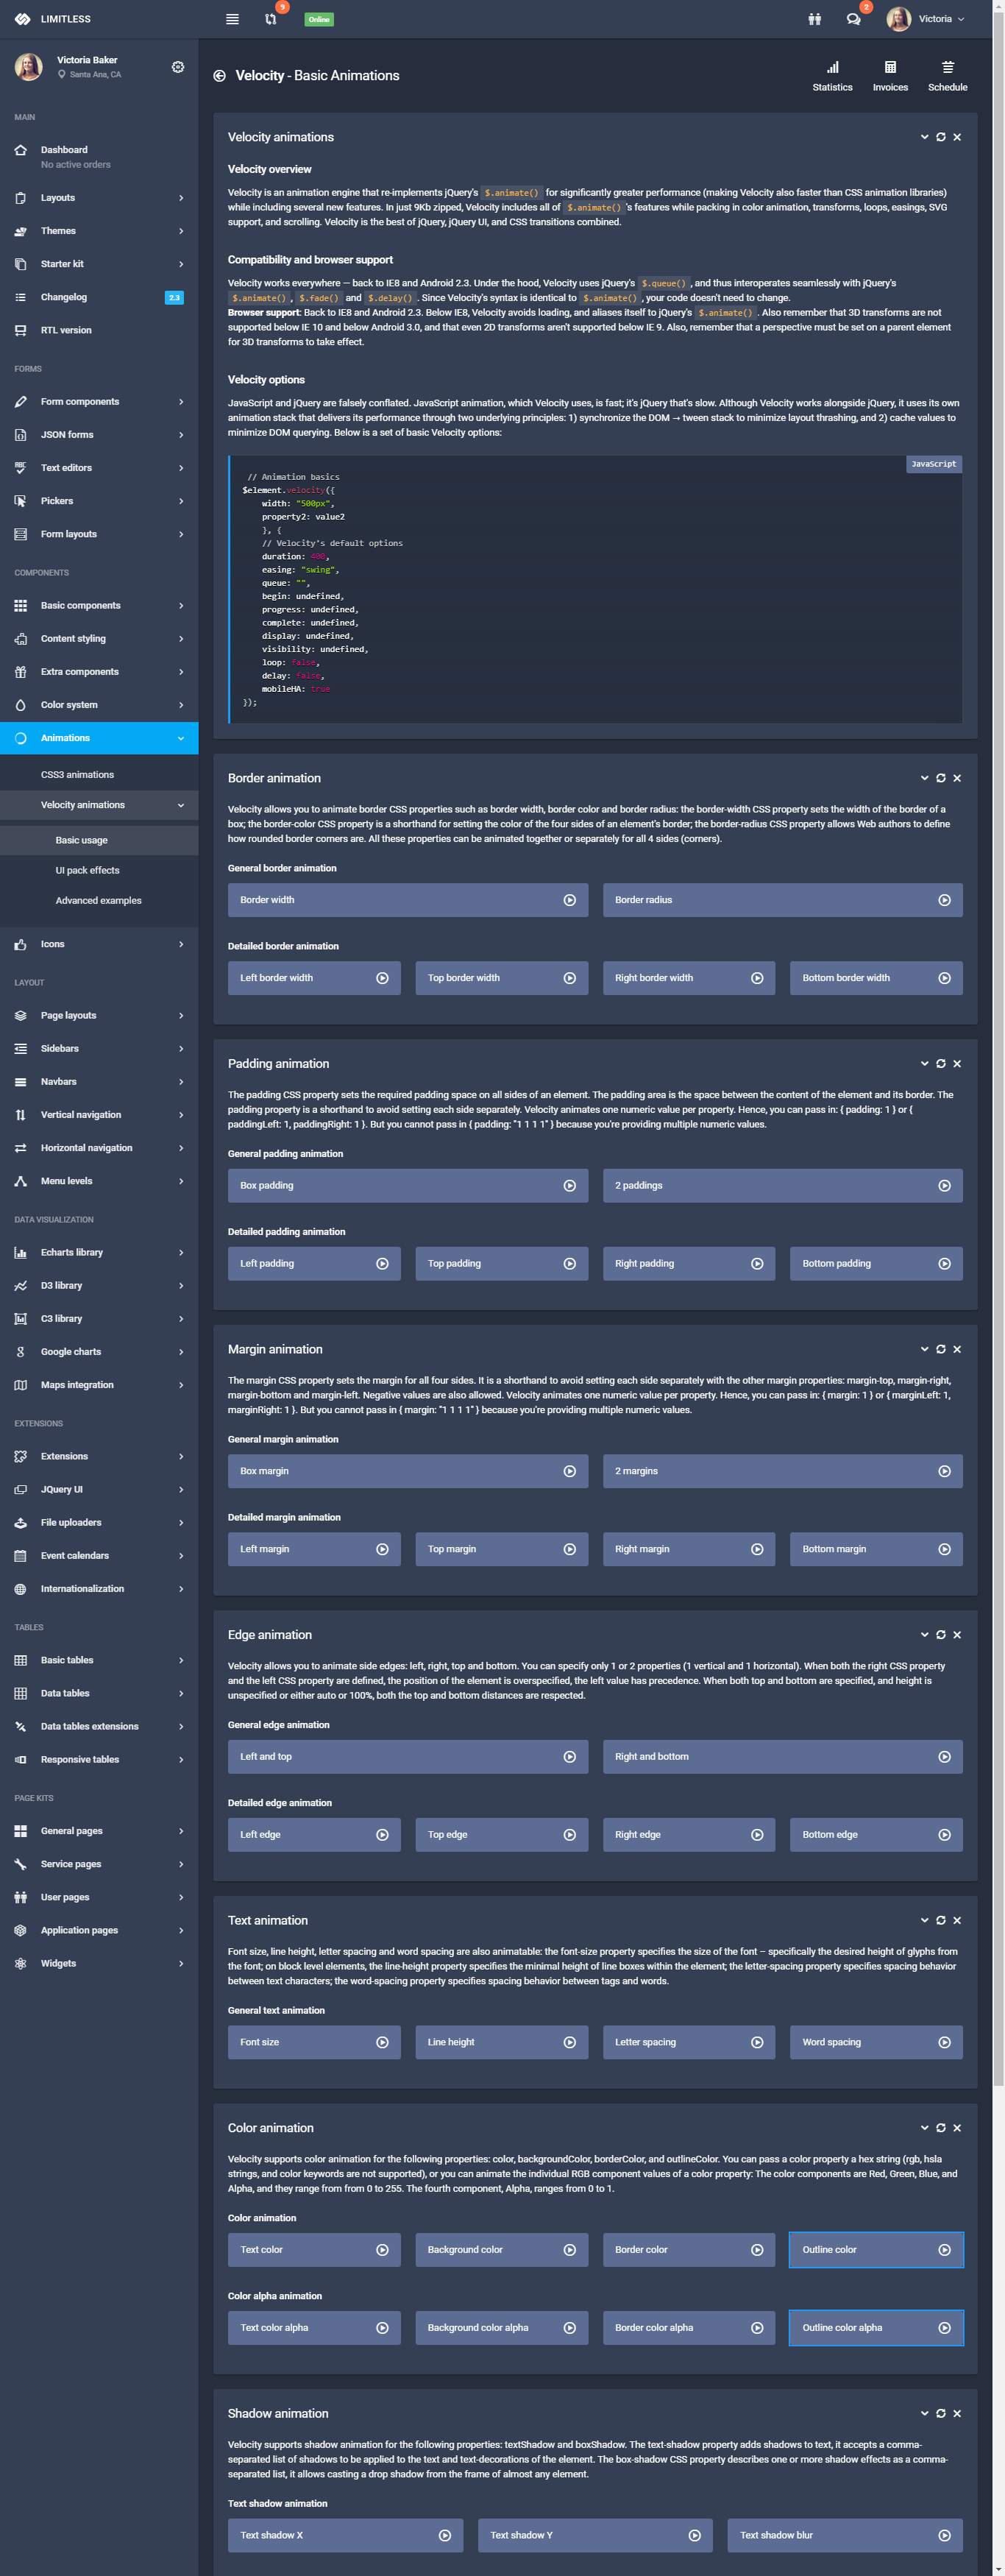 LIMITLESS
9
Online
2
Victoria
Victoria Baker
Santa Ana, CA
MAIN
Dashboard
No active orders
Layouts
Themes
Starter kit
Changelog
2.3
RTL version
FORMS
Form components
JSON forms
Text editors
Pickers
Form layouts
COMPONENTS
Basic components
Content styling
Extra components
Color system
Animations
CSS3 animations
Velocity animations
Basic usage
UI pack effects
Advanced examples
Icons
LAYOUT
Page layouts
Sidebars
Navbars
Vertical navigation
Horizontal navigation
Menu levels
DATA VISUALIZATION
Echarts library
D3 library
C3 library
Google charts
Maps integration
EXTENSIONS
Extensions
JQuery UI
File uploaders
Event calendars
Internationalization
TABLES
Basic tables
Data tables
Data tables extensions
Responsive tables
PAGE KITS
General pages
Service pages
User pages
Application pages
Widgets
Velocity - Basic Animations
Statistics
Invoices
Schedule
Velocity animations
Velocity overview
Velocity is an animation engine that re-implements jQuery's $.animate() for significantly greater performance (making Velocity also faster than CSS animation libraries)
while including several new features. In just 9Kb zipped, Velocity includes all of $.animate() 's features while packing in color animation, transforms, loops, easings, SVG
support, and scrolling. Velocity is the best of jQuery, jQuery UI, and CSS transitions combined.
Compatibility and browser support
Velocity works everywhere — back to IE8 and Android 2.3. Under the hood, Velocity uses jQuery's $.queue() , and thus interoperates seamlessly with jQuery's
$.animate() , $.fade() and $.delay() . Since Velocity's syntax is identical to $.animate() , your code doesn't need to change.
Browser support: Back to IE8 and Android 2.3. Below IE8, Velocity avoids loading, and aliases itself to jQuery's $.animate() . Also remember that 3D transforms are not
supported below IE 10 and below Android 3.0, and that even 2D transforms aren't supported below IE 9. Also, remember that a perspective must be set on a parent element
for 3D transforms to take effect.
Velocity options
JavaScript and jQuery are falsely conflated. JavaScript animation, which Velocity uses, is fast; it's jQuery that's slow. Although Velocity works alongside jQuery, it uses its own
animation stack that delivers its performance through two underlying principles: 1) synchronize the DOM → tween stack to minimize layout thrashing, and 2) cache values to
minimize DOM querying. Below is a set of basic Velocity options:
JavaScript
// Animation basics
$element.velocity({
width: "500px",
property2: value2
}, {
// Velocity's default options
duration: 400,
easing: "swing",
queue: "",
begin: undefined,
progress: undefined,
complete: undefined,
display: undefined,
visibility: undefined,
loop: false,
delay: false,
mobileHA: true
});
Border animation
Velocity allows you to animate border CSS properties such as border width, border color and border radius: the border-width CSS property sets the width of the border of a
box; the border-color CSS property is a shorthand for setting the color of the four sides of an element's border; the border-radius CSS property allows Web authors to define
how rounded border corners are. All these properties can be animated together or separately for all 4 sides (corners).
General border animation
Border width
Border radius
Detailed border animation
Left border width
Top border width
Right border width
Bottom border width
Padding animation
The padding CSS property sets the required padding space on all sides of an element. The padding area is the space between the content of the element and its border. The
padding property is a shorthand to avoid setting each side separately. Velocity animates one numeric value per property. Hence, you can pass in: { padding: 1 } or {
paddingLeft: 1, paddingRight: 1 }. But you cannot pass in { padding: "1 1 1 1" } because you're providing multiple numeric values.
General padding animation
Box padding
2 paddings
Detailed padding animation
Left padding
Top padding
Right padding
Bottom padding
Margin animation
The margin CSS property sets the margin for all four sides. It is a shorthand to avoid setting each side separately with the other margin properties: margin-top, margin-right,
margin-bottom and margin-left. Negative values are also allowed. Velocity animates one numeric value per property. Hence, you can pass in: { margin: 1 } or { marginLeft: 1,
marginRight: 1 }. But you cannot pass in { margin: "1 1 1 1" } because you're providing multiple numeric values.
General margin animation
Box margin
2 margins
Detailed margin animation
Left margin
Top margin
Right margin
Bottom margin
Edge animation
Velocity allows you to animate side edges: left, right, top and bottom. You can specify only 1 or 2 properties (1 vertical and 1 horizontal). When both the right CSS property
and the left CSS property are defined, the position of the element is overspecified, the left value has precedence. When both top and bottom are specified, and height is
unspecified or either auto or 100%, both the top and bottom distances are respected.
General edge animation
Left and top
Right and bottom
Detailed edge animation
Left edge
Top edge
Right edge
Bottom edge
Text animation
Font size, line height, letter spacing and word spacing are also animatable: the font-size property specifies the size of the font – specifically the desired height of glyphs from
the font; on block level elements, the line-height property specifies the minimal height of line boxes within the element; the letter-spacing property specifies spacing behavior
between text characters; the word-spacing property specifies spacing behavior between tags and words.
General text animation
Font size
Line height
Letter spacing
Word spacing
Color animation
Velocity supports color animation for the following properties: color, backgroundColor, borderColor, and outlineColor. You can pass a color property a hex string (rgb, hsla
strings, and color keywords are not supported), or you can animate the individual RGB component values of a color property: The color components are Red, Green, Blue, and
Alpha, and they range from from 0 to 255. The fourth component, Alpha, ranges from 0 to 1.
Color animation
Text color
Background color
Border color
Outline color
Color alpha animation
Text color alpha
Background color alpha
Border color alpha
Outline color alpha
Shadow animation
Velocity supports shadow animation for the following properties: textShadow and boxShadow. The text-shadow property adds shadows to text, it accepts a comma-
separated list of shadows to be applied to the text and text-decorations of the element. The box-shadow CSS property describes one or more shadow effects as a comma-
separated list, it allows casting a drop shadow from the frame of almost any element.
Text shadow animation
Text shadow X
Text shadow Y
Text shadow blur